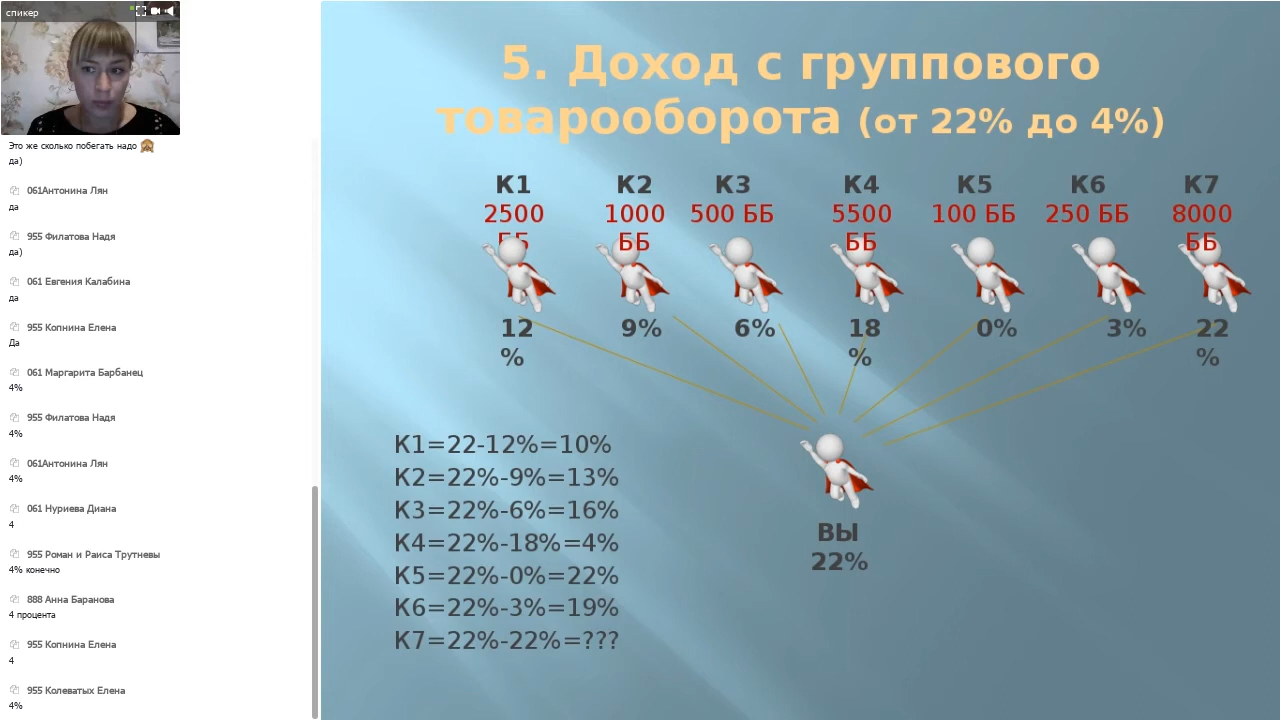 спикер
Это же сколько побегать надо
да)
061Антонина Лян
да
955 Филатова Надя
да)
061 Евгения Калабина
да
955 Копнина Елена
Да
061 Маргарита Барбанец
4%
955 Филатова Надя
4%
061Антонина Лян
4%
061 Нуриева Диана
4
955 Роман и Раиса Трутневы
4% конечно
888 Анна Баранова
4 процента
955 Копнина Елена
4
955 Колеватых Елена
4%
5. Доход с группового
товарооборота (от 22% до 4%)
К1 К2 К3 К4 К5 К6 К7
2500 1000 500 ББ 5500 100 ББ 250 ББ 8000
ББ ББ ББ ББ
12 9% 6% 18 0% 3% 22
% % %
К1=22-12%=10%
К2=22%-9%=13%
К3=22%-6%=16%
К4=22%-18%=4%
К5=22%-0%=22%
К6=22%-3%=19%
К7=22%-22%=???
ВЫ
22%